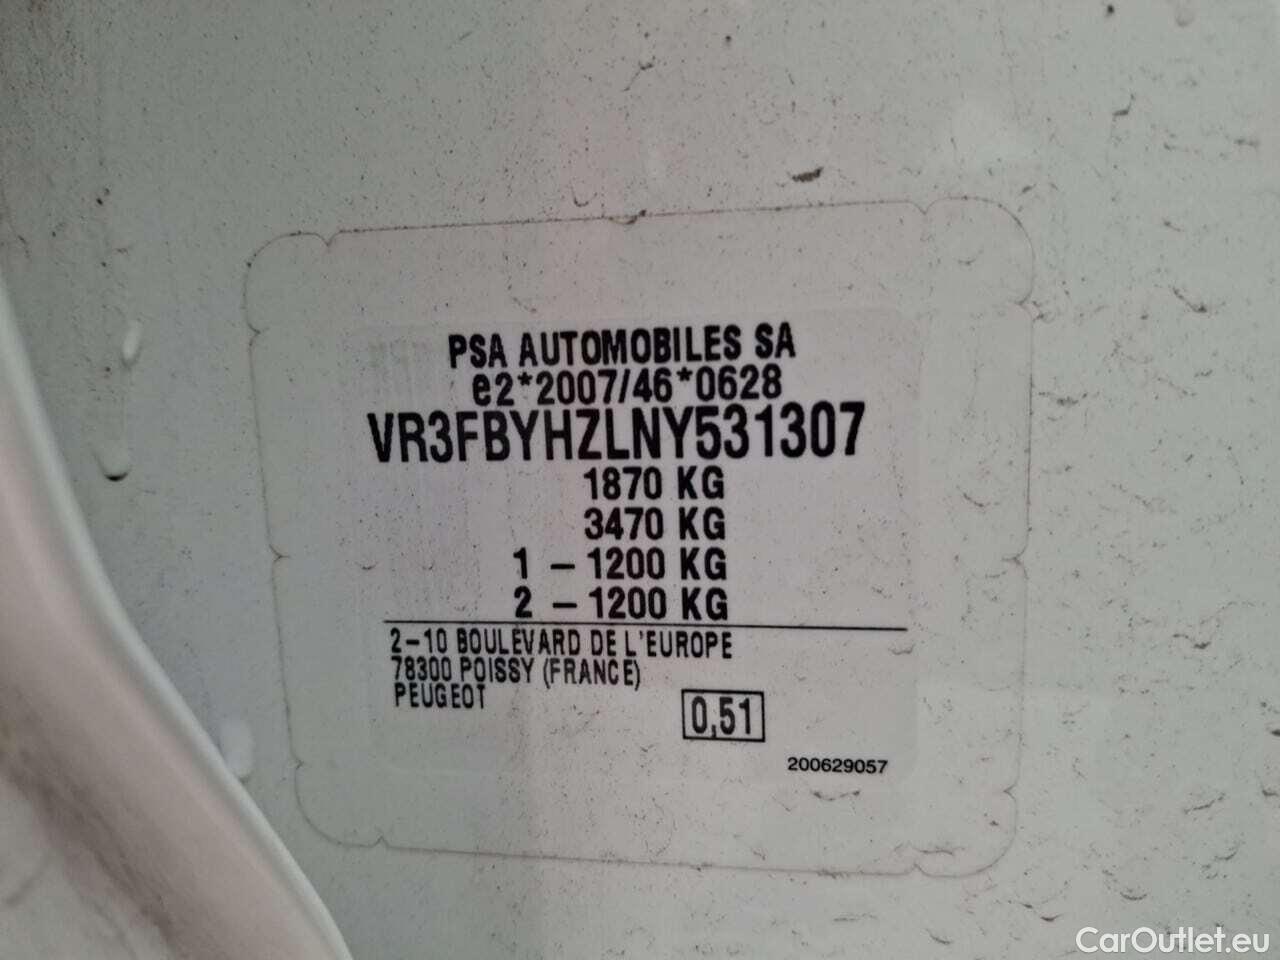 PSA AUTOMOBILES SA
e2*2007/46*0628
VR3FBYHZLNY531307
1870 KG
3470 KG
1 – 1200 KG
2 – 1200 KG
2–10 BOULEVARD DE L'EUROPE
78300 POISSY (FRANCE)
PEUGEOT
0,51
200629057
CarOutlet.eu